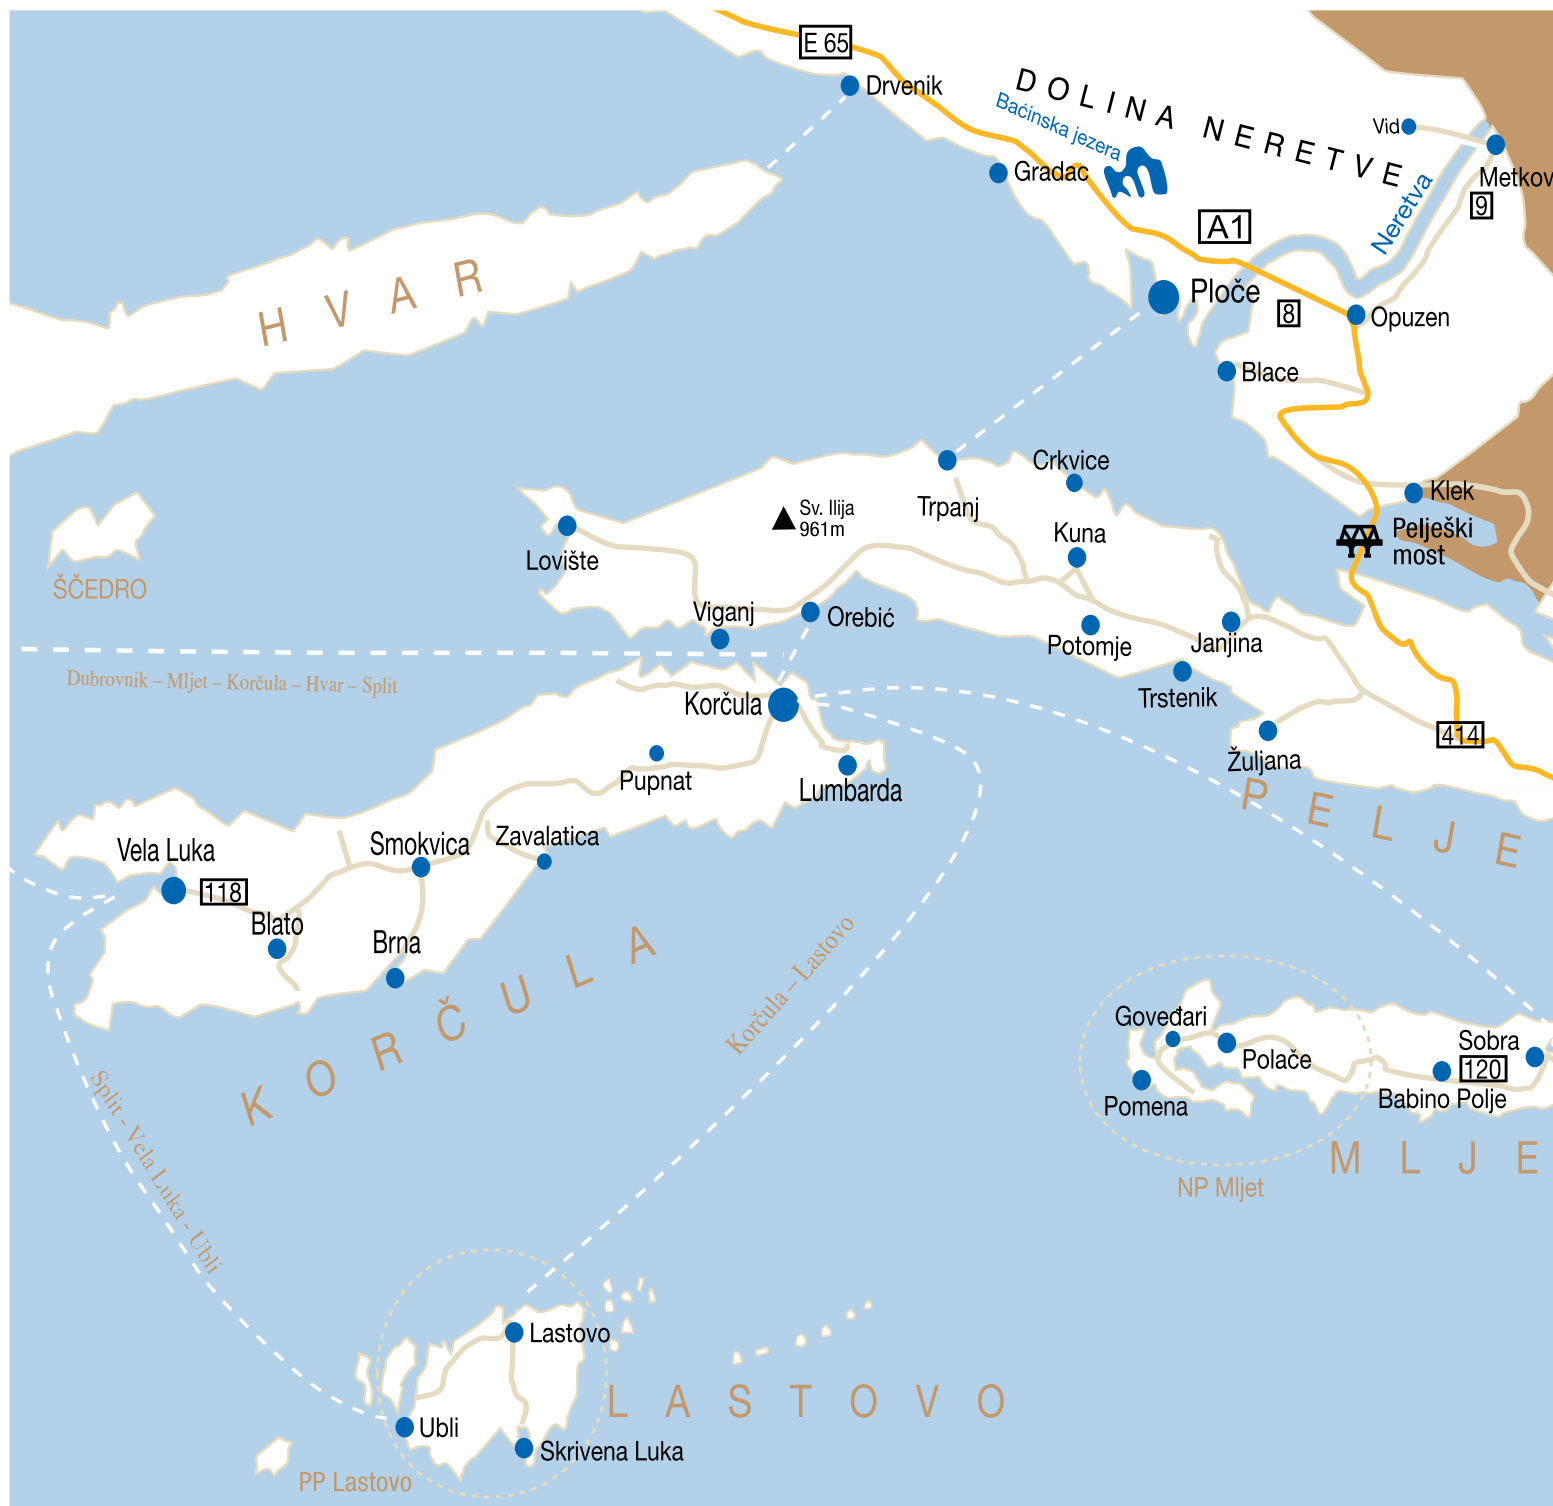 E 65
Drvenik
DOLINA NERETVE
Baćinska jezera
Vid
Gradac
Metkov
9
Neretva
A1
HVAR
Ploče
8
Opuzen
Blace
Crkvice
Klek
Trpanj
Sv. Ilija
961m
Kuna
Pelješki
most
Lovište
ŠČEDRO
Viganj
Orebić
Potomje
Janjina
Dubrovnik – Mljet – Korčula – Hvar – Split
Korčula
Trstenik
414
Žuljana
Pupnat
Lumbarda
PELJE
Vela Luka
Smokvica
Zavalatica
118
Blato
Brna
KORČULA
Korčula – Lastovo
Goveđari
Polače
Sobra
120
Pomena
Babino Polje
MLJE
NP Mljet
Split - Vela Luka - Ubli
Lastovo
LASTOVO
Ubli
Skrivena Luka
PP Lastovo